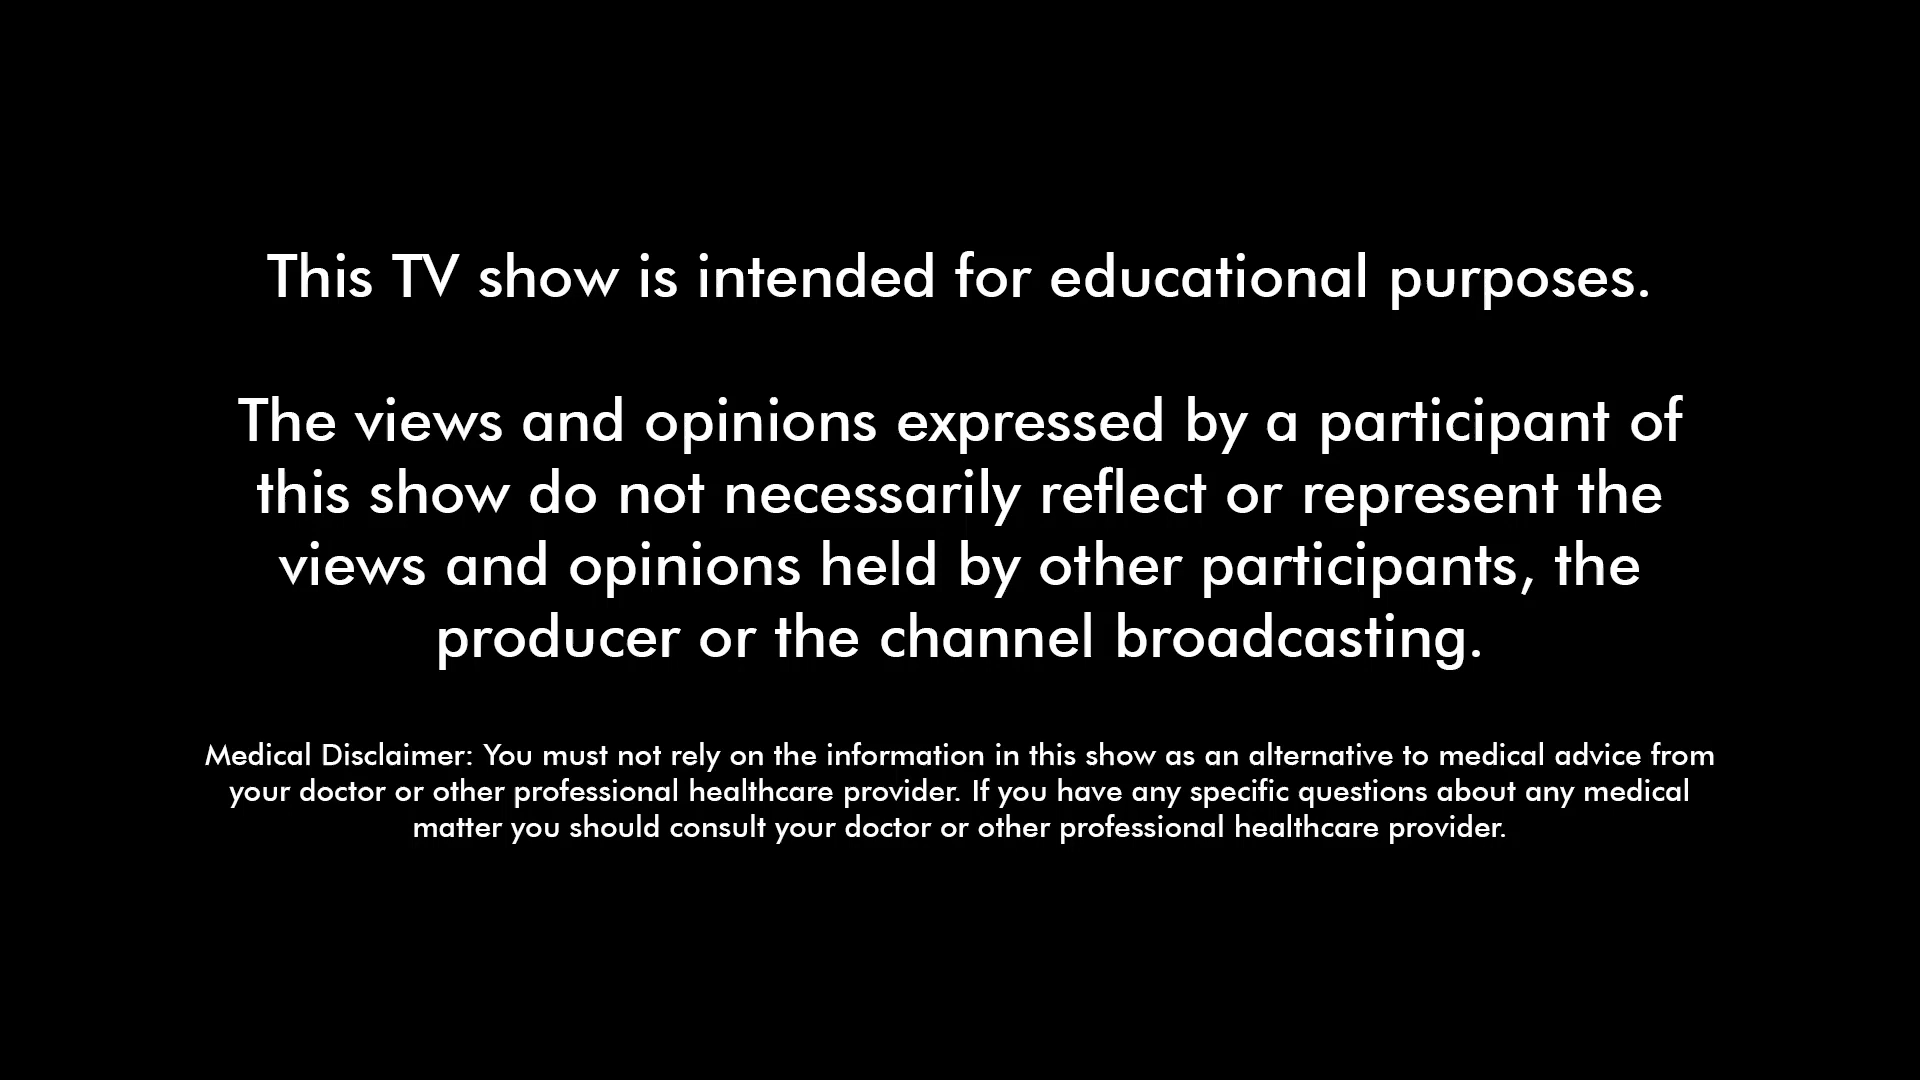 This TV show is intended for educational purposes.
The views and opinions expressed by a participant of
this show do not necessarily reflect or represent the
views and opinions held by other participants, the
producer or the channel broadcasting.
Medical Disclaimer: You must not rely on the information in this show as an alternative to medical advice from
your doctor or other professional healthcare provider. If you have any specific questions about any medical
matter you should consult your doctor or other professional healthcare provider.